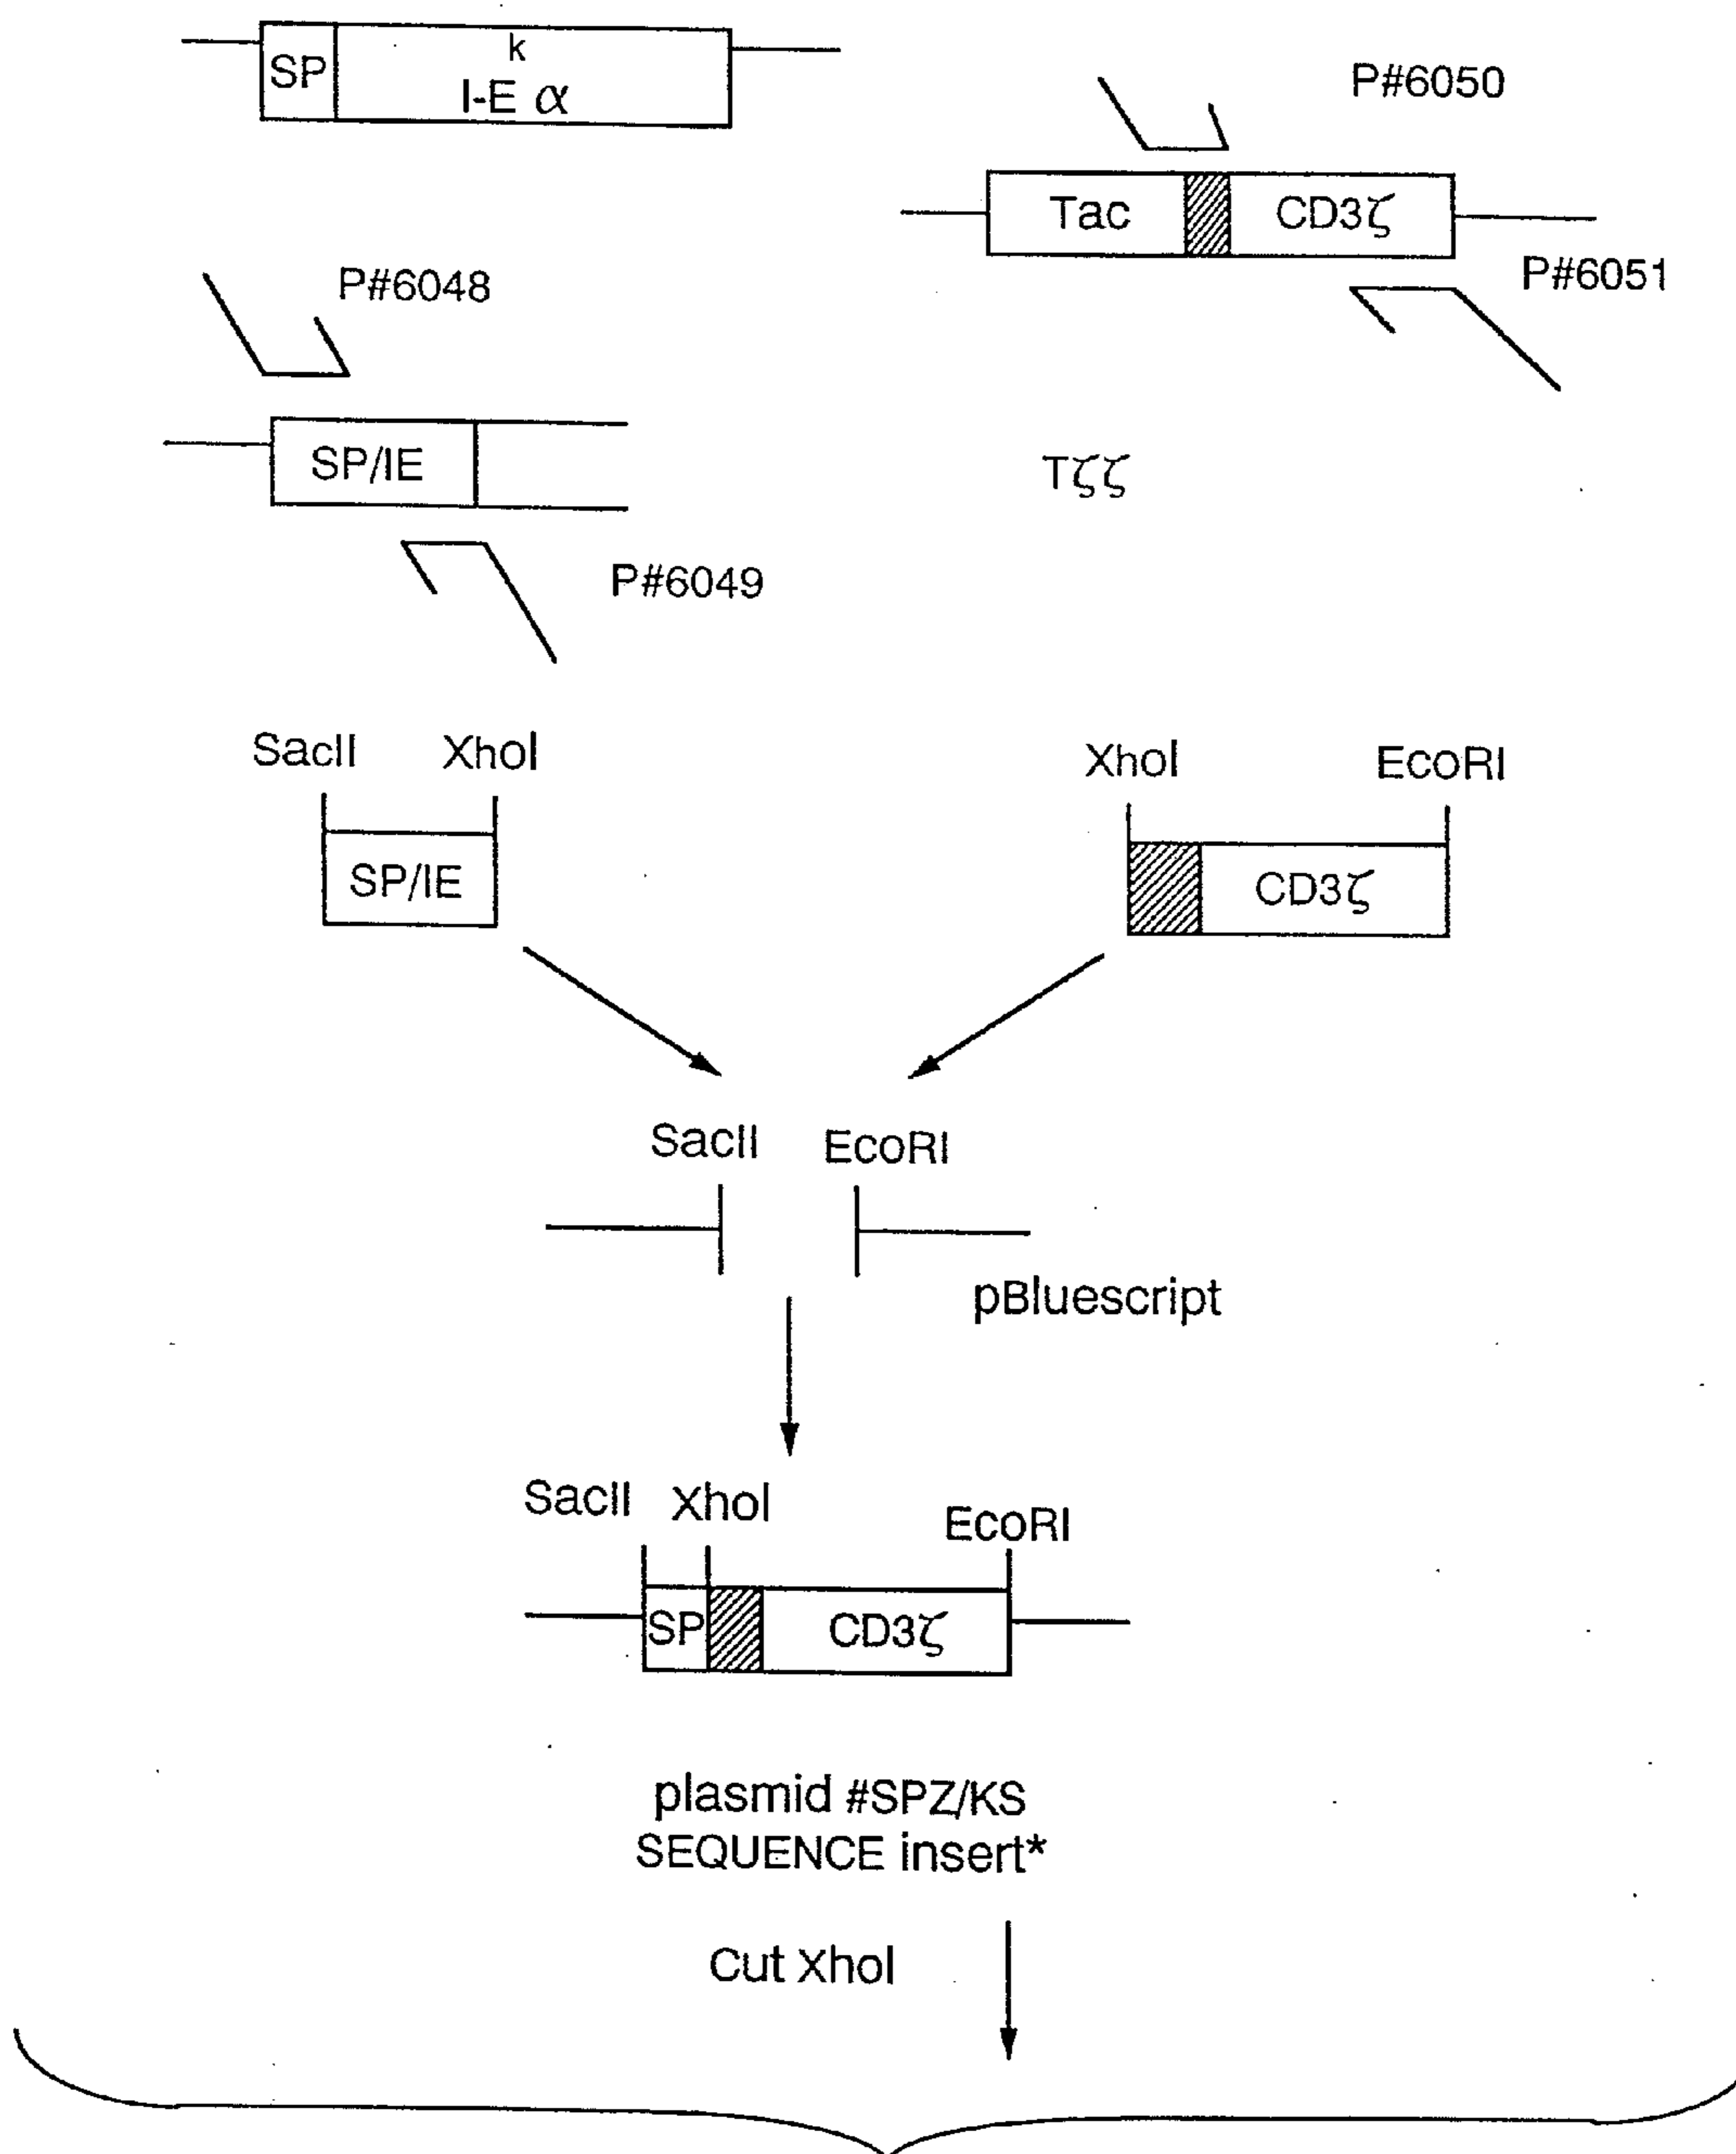 SP
k
I-E α
P#6050
Tac
CD3ζ
P#6051
P#6048
SP/IE
Tζζ
P#6049
SacII
XhoI
XhoI
EcoRI
SP/IE
CD3ζ
SacII
EcoRI
pBluescript
SacII
XhoI
EcoRI
SP
CD3ζ
plasmid #SPZ/KS
SEQUENCE insert*
Cut XhoI